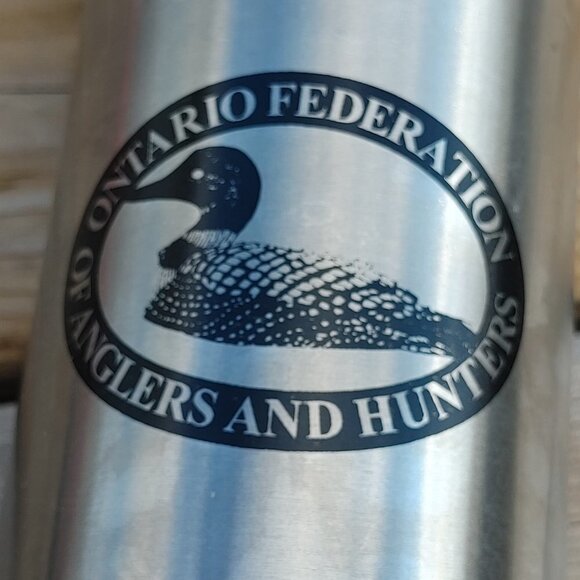 ONTARIO FEDERATION
OF ANGLERS AND HUNTERS